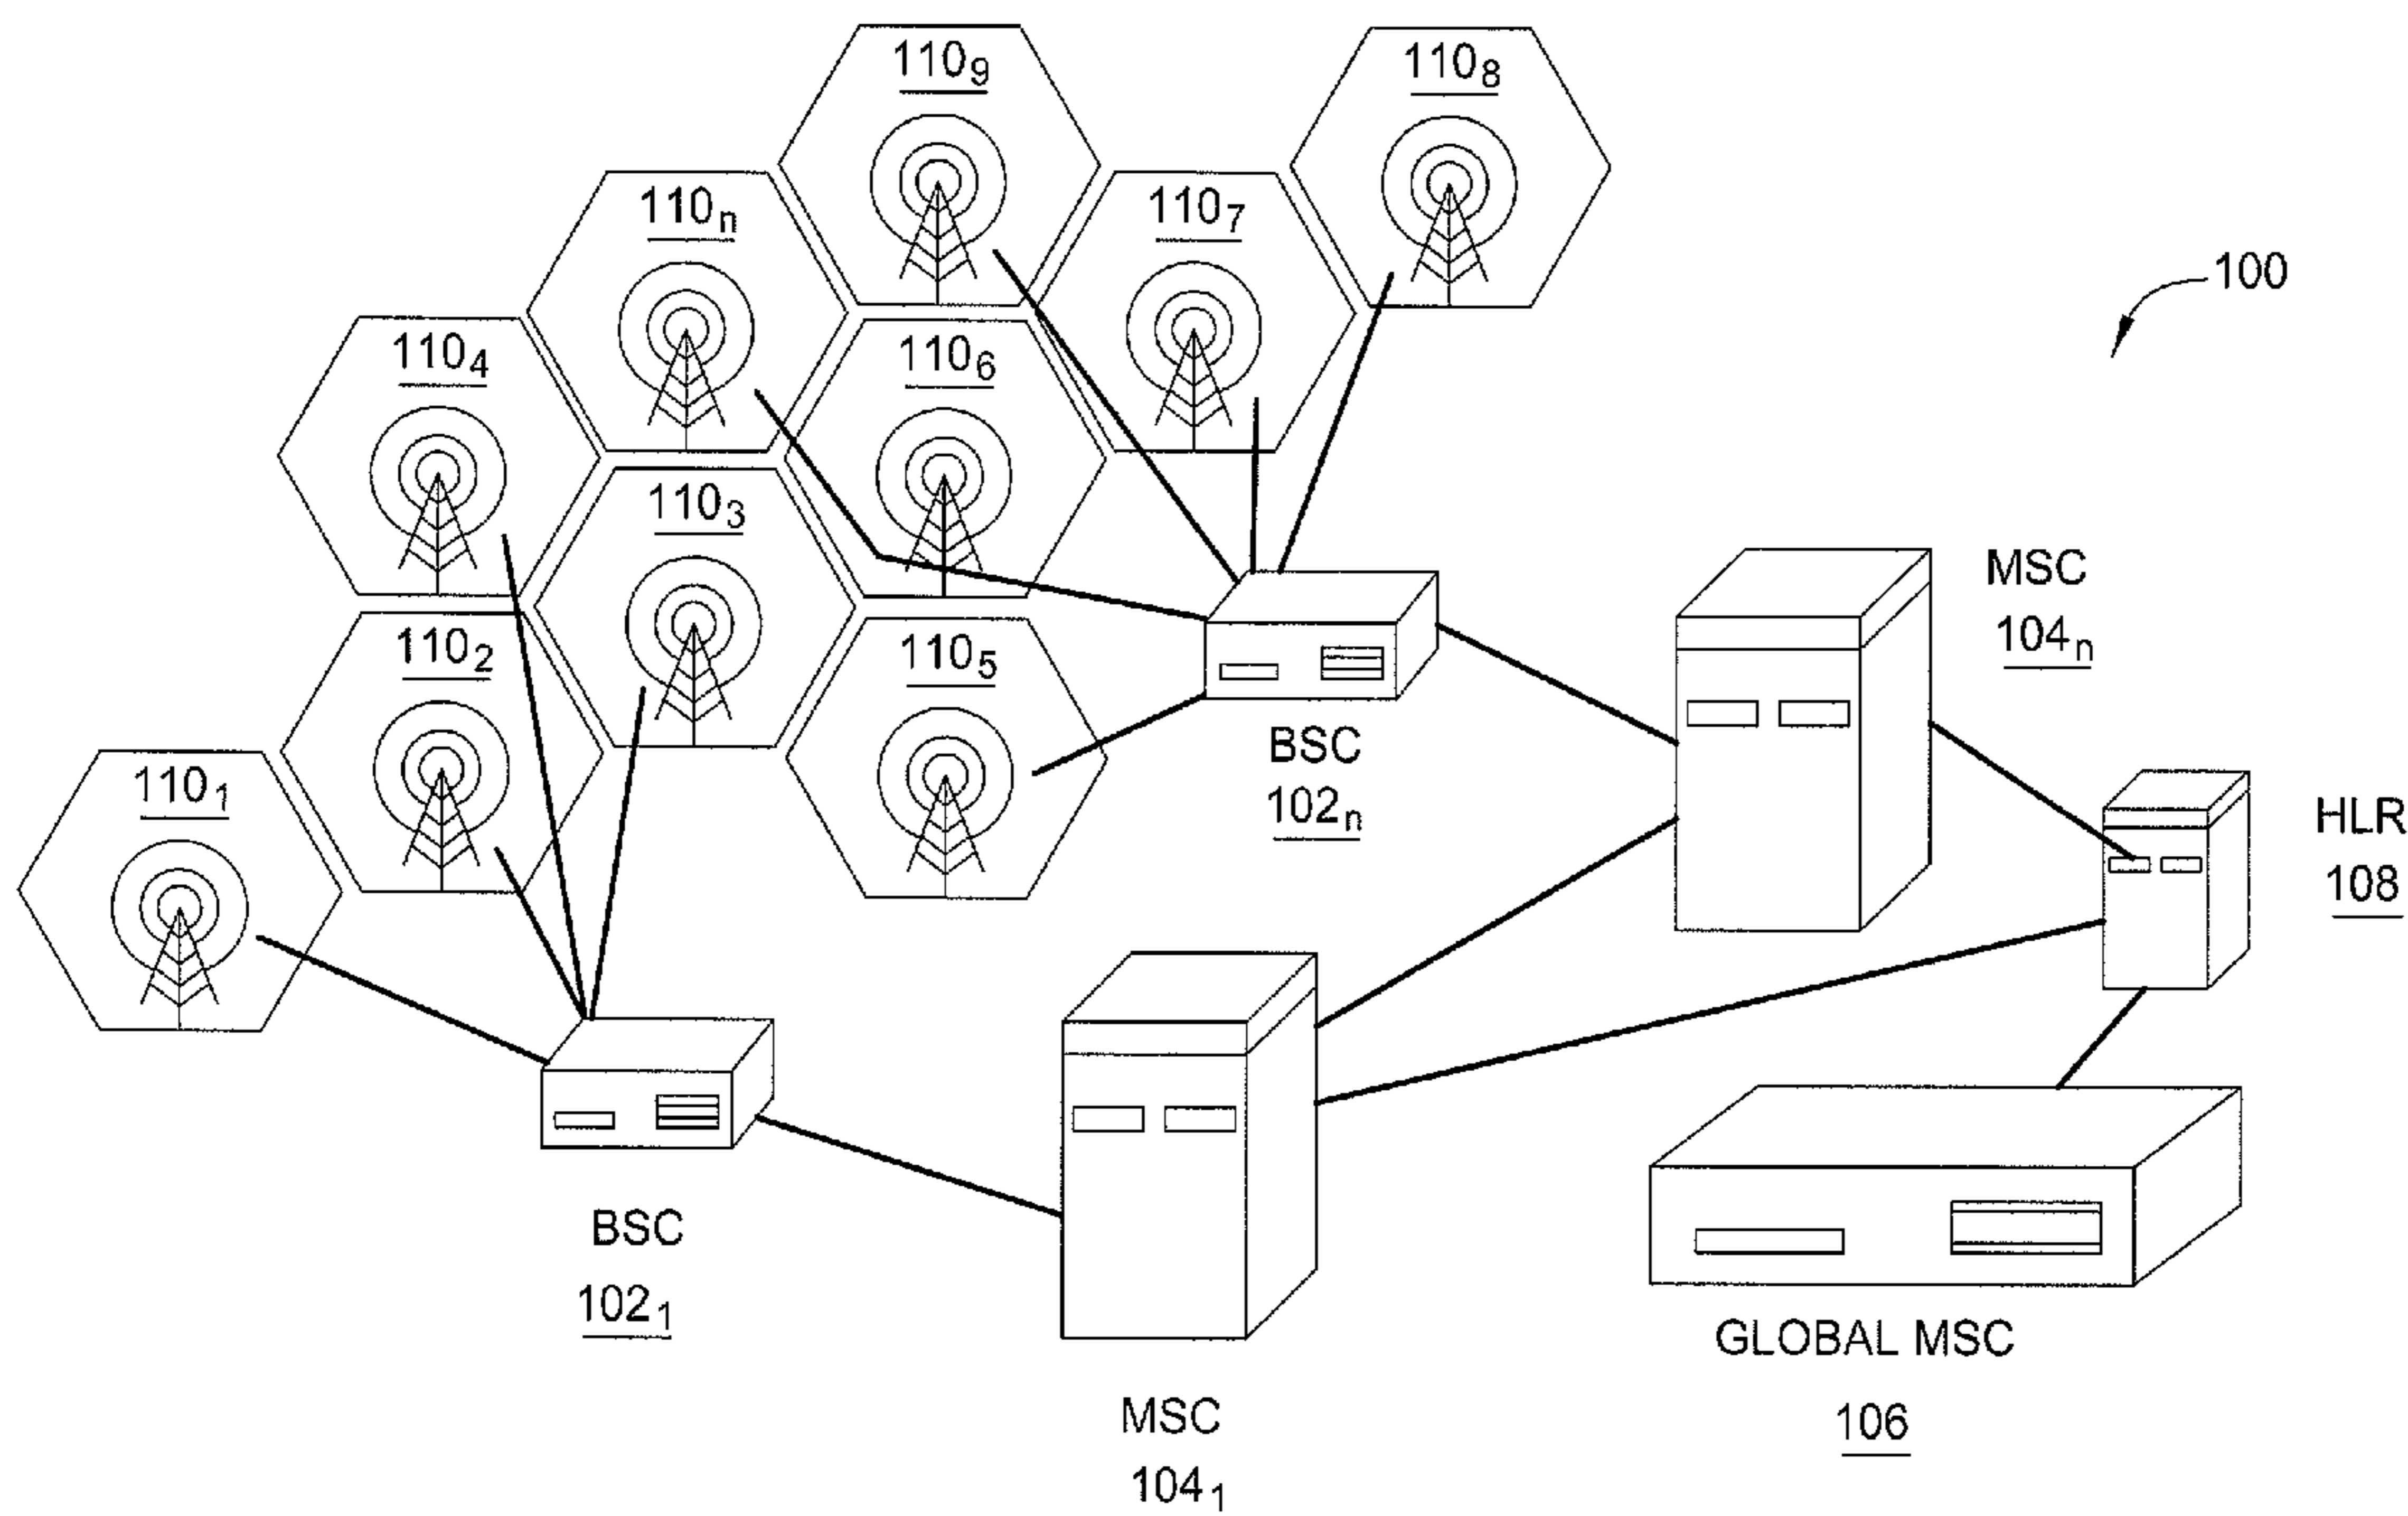 110₉
110₈
110ₙ
110₇
100
110₄
110₆
110₃
MSC
104ₙ
110₂
110₅
BSC
102ₙ
110₁
HLR
108
BSC
102₁
GLOBAL MSC
106
MSC
104₁